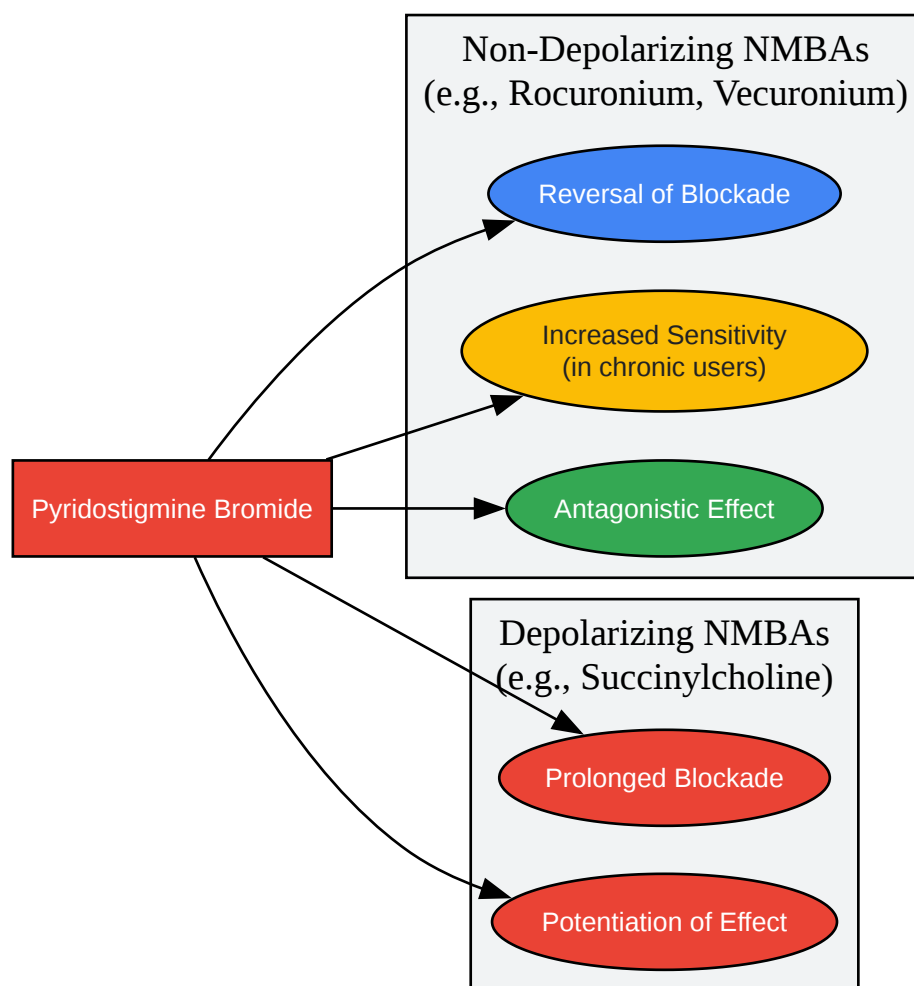 Non-Depolarizing NMBAs
(e.g., Rocuronium, Vecuronium)
Reversal of Blockade
Increased Sensitivity
(in chronic users)
Pyridostigmine Bromide
Antagonistic Effect
Depolarizing NMBAs
(e.g., Succinylcholine)
Prolonged Blockade
Potentiation of Effect